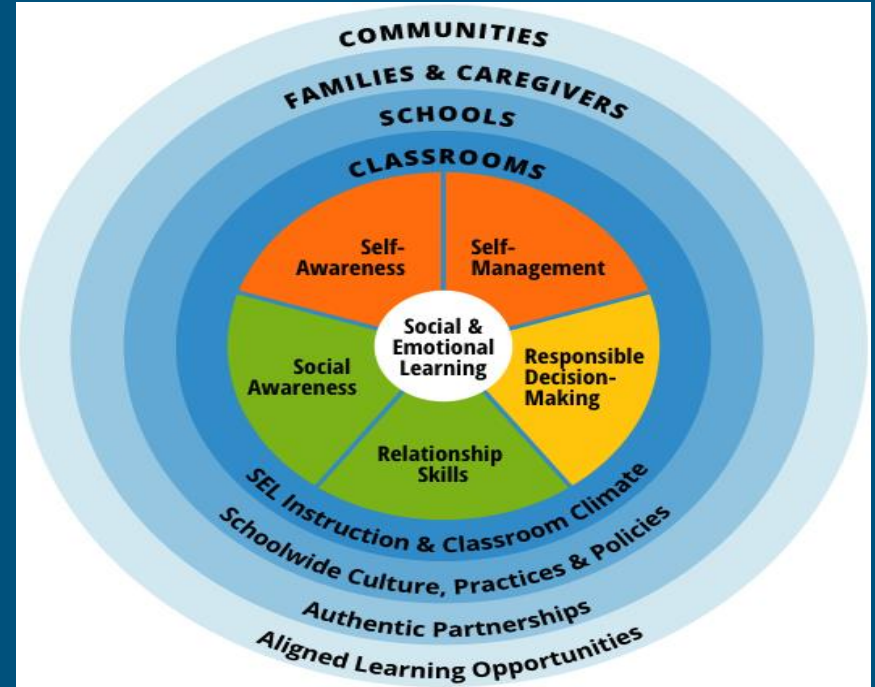 COMMUNITIES
FAMILIES & CAREGIVERS
SCHOOLS
CLASSROOMS
Self-
Awareness
Self-
Management
Social &
Emotional
Learning
Social
Awareness
Responsible
Decision-
Making
Relationship
Skills
SEL Instruction & Classroom Climate
Schoolwide Culture, Practices & Policies
Authentic Partnerships
Aligned Learning Opportunities